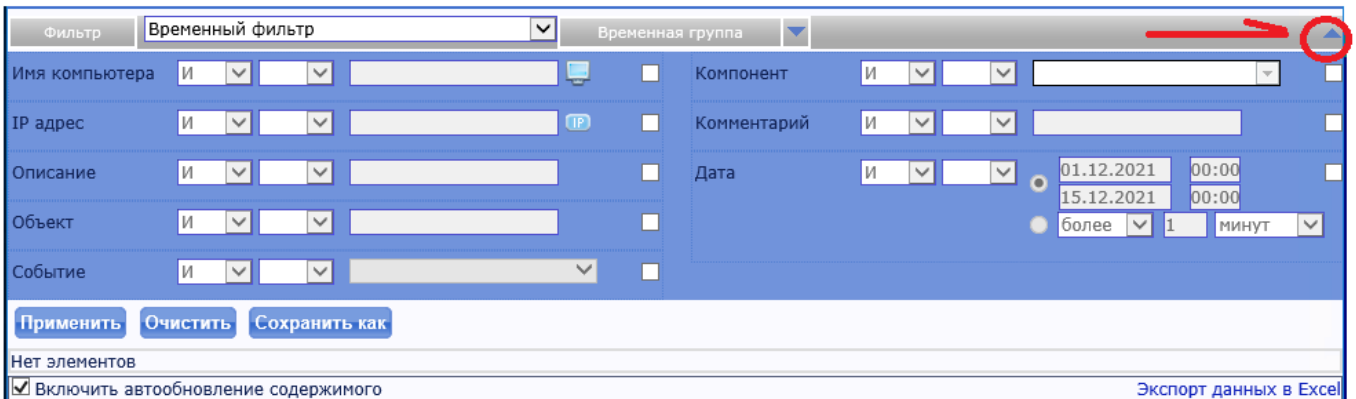 Фильтр Временный фильтр Временная группа
Имя компьютера И Компонент И
IP адрес И IP Комментарий И
Описание И Дата И 01.12.2021 00:00
15.12.2021 00:00
Объект И более 1 минут
Событие И
Применить Очистить Сохранить как
Нет элементов
Включить автообновление содержимого Экспорт данных в Excel